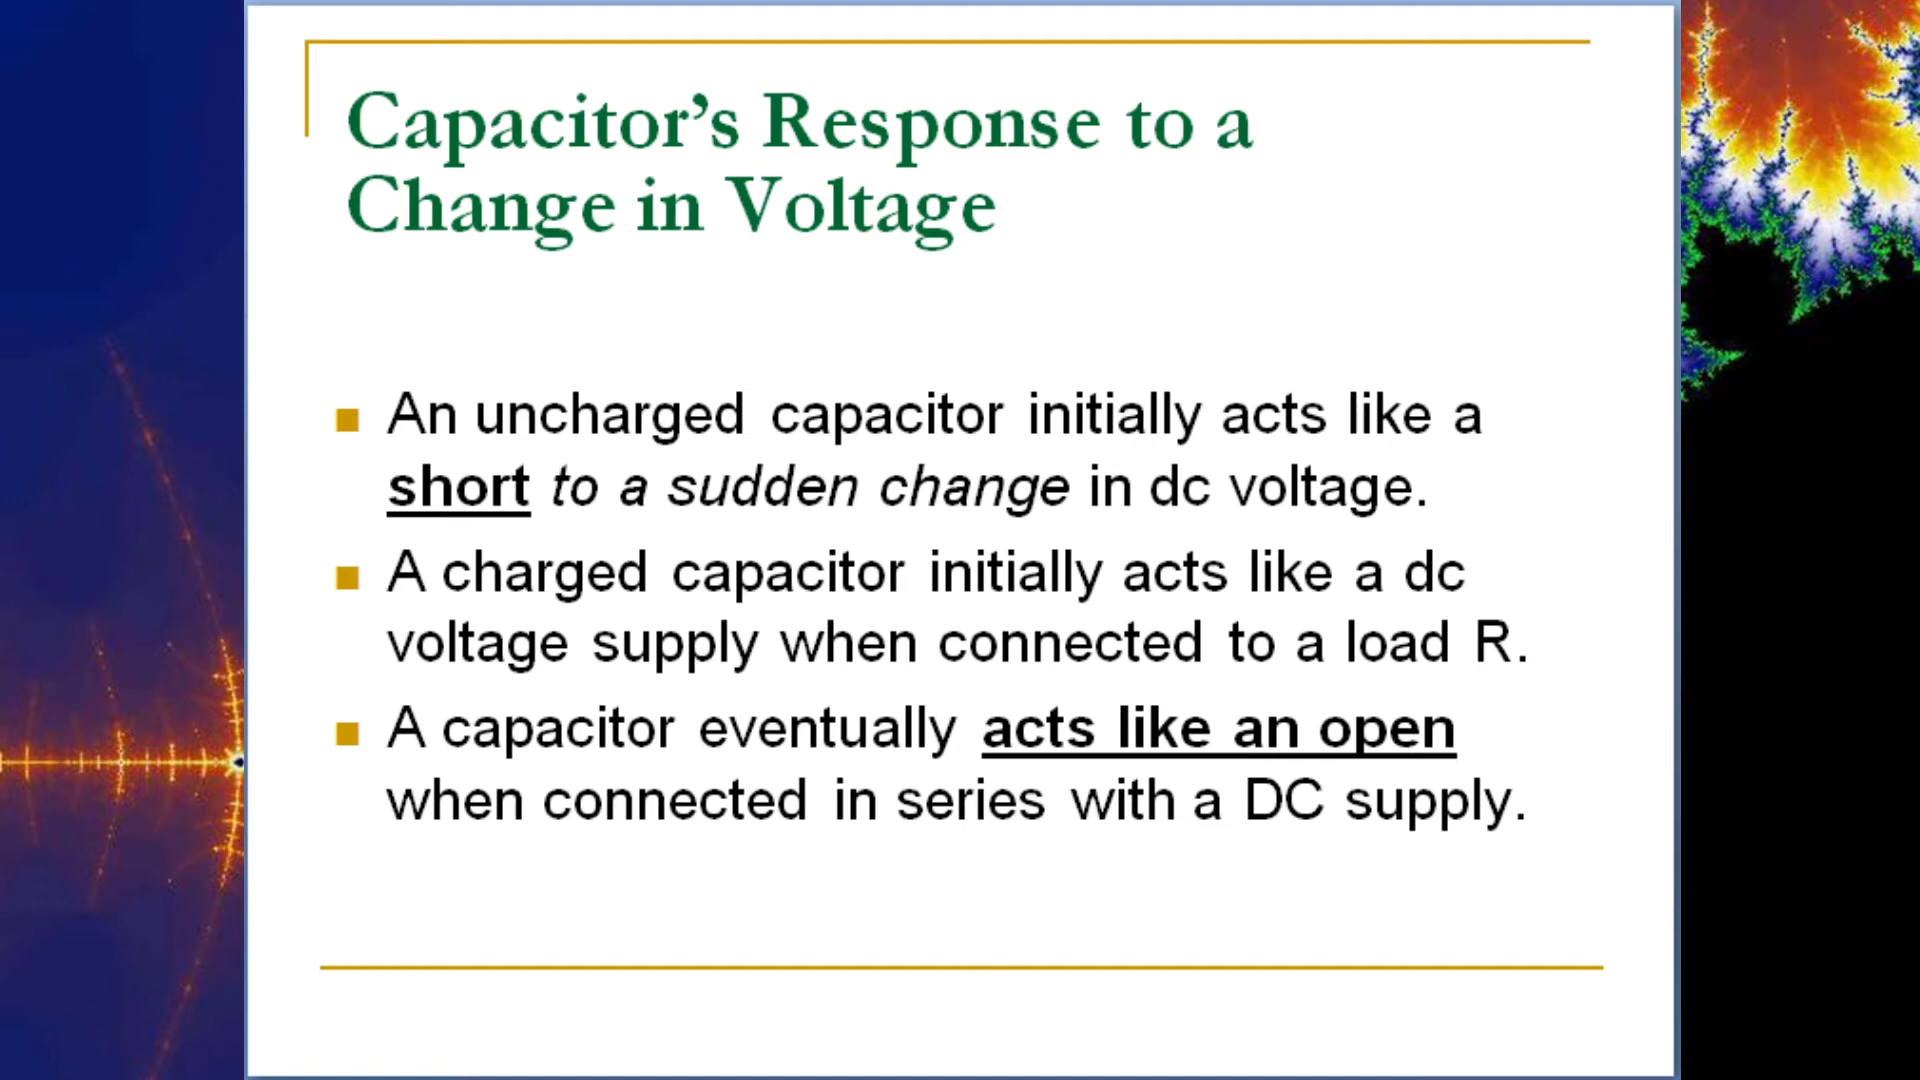 Capacitor’s Response to a
Change in Voltage
An uncharged capacitor initially acts like a
short to a sudden change in dc voltage.
A charged capacitor initially acts like a dc
voltage supply when connected to a load R.
A capacitor eventually acts like an open
when connected in series with a DC supply.